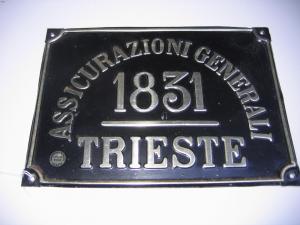 ASSICURAZIONI GENERALI
1831
TRIESTE